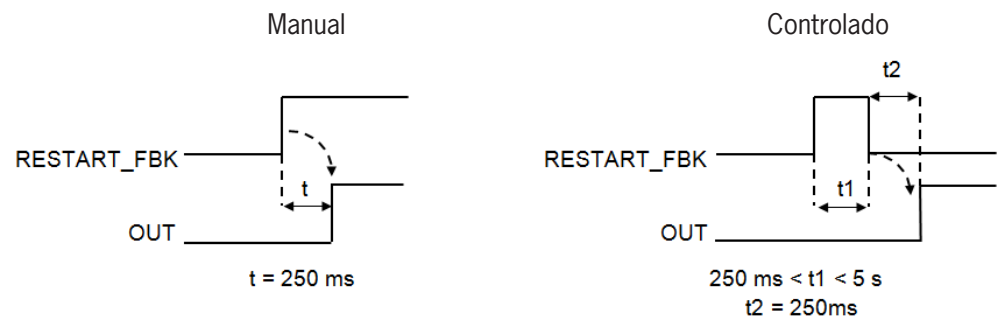 Manual
RESTART_FBK
t
OUT
t = 250 ms
Controlado
t2
RESTART_FBK
t1
OUT
250 ms < t1 < 5 s
t2 = 250ms